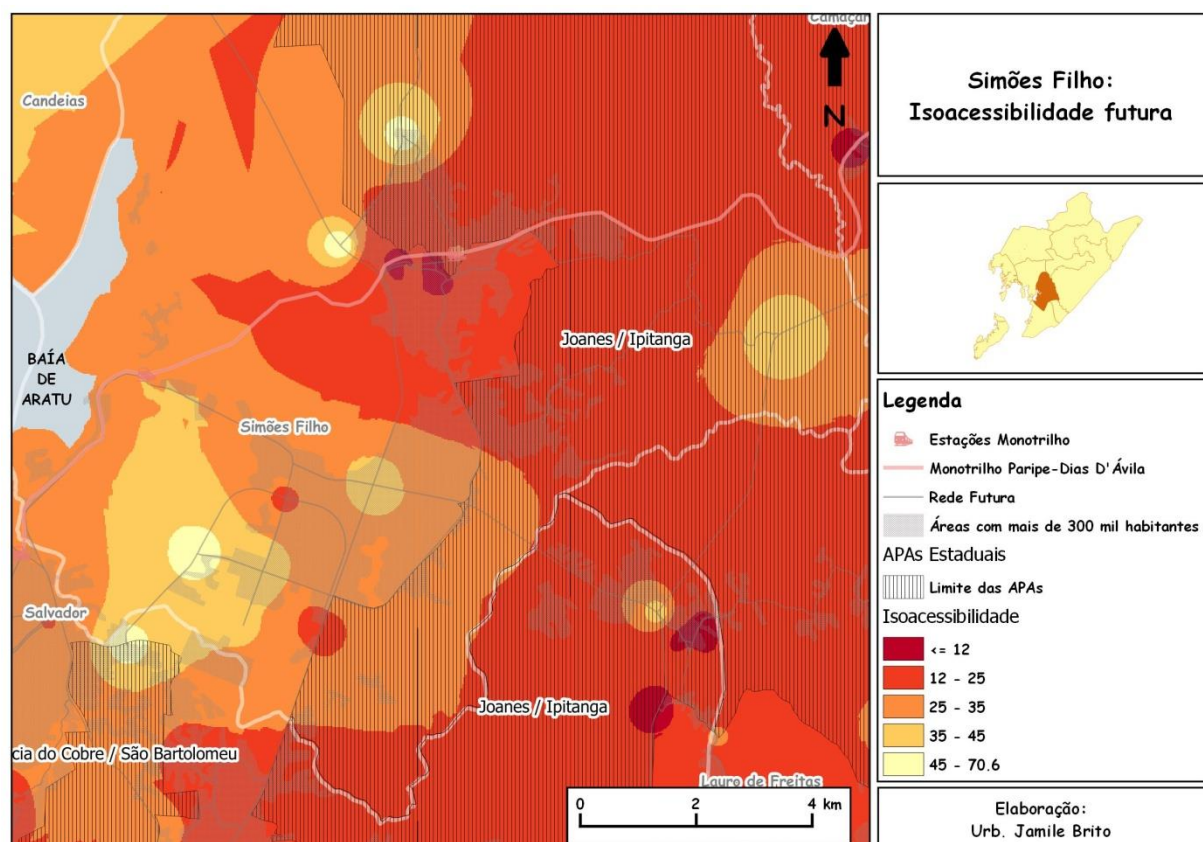 Camaçar
Candeias
N
Joanes / Ipitanga
BAÍA
DE
ARATU
Simões Filho
Salvador
Joanes / Ipitanga
cia do Cobre / São Bartolomeu
Lauro de Freitas
0 2 4 km
Simões Filho:
Isoacessibilidade futura
Legenda
Estações Monotrilho
Monotrilho Paripe-Dias D'Ávila
Rede Futura
Áreas com mais de 300 mil habitantes
APAs Estaduais
Limite das APAs
Isoacessibilidade
<= 12
12 - 25
25 - 35
35 - 45
45 - 70.6
Elaboração:
Urb. Jamile Brito